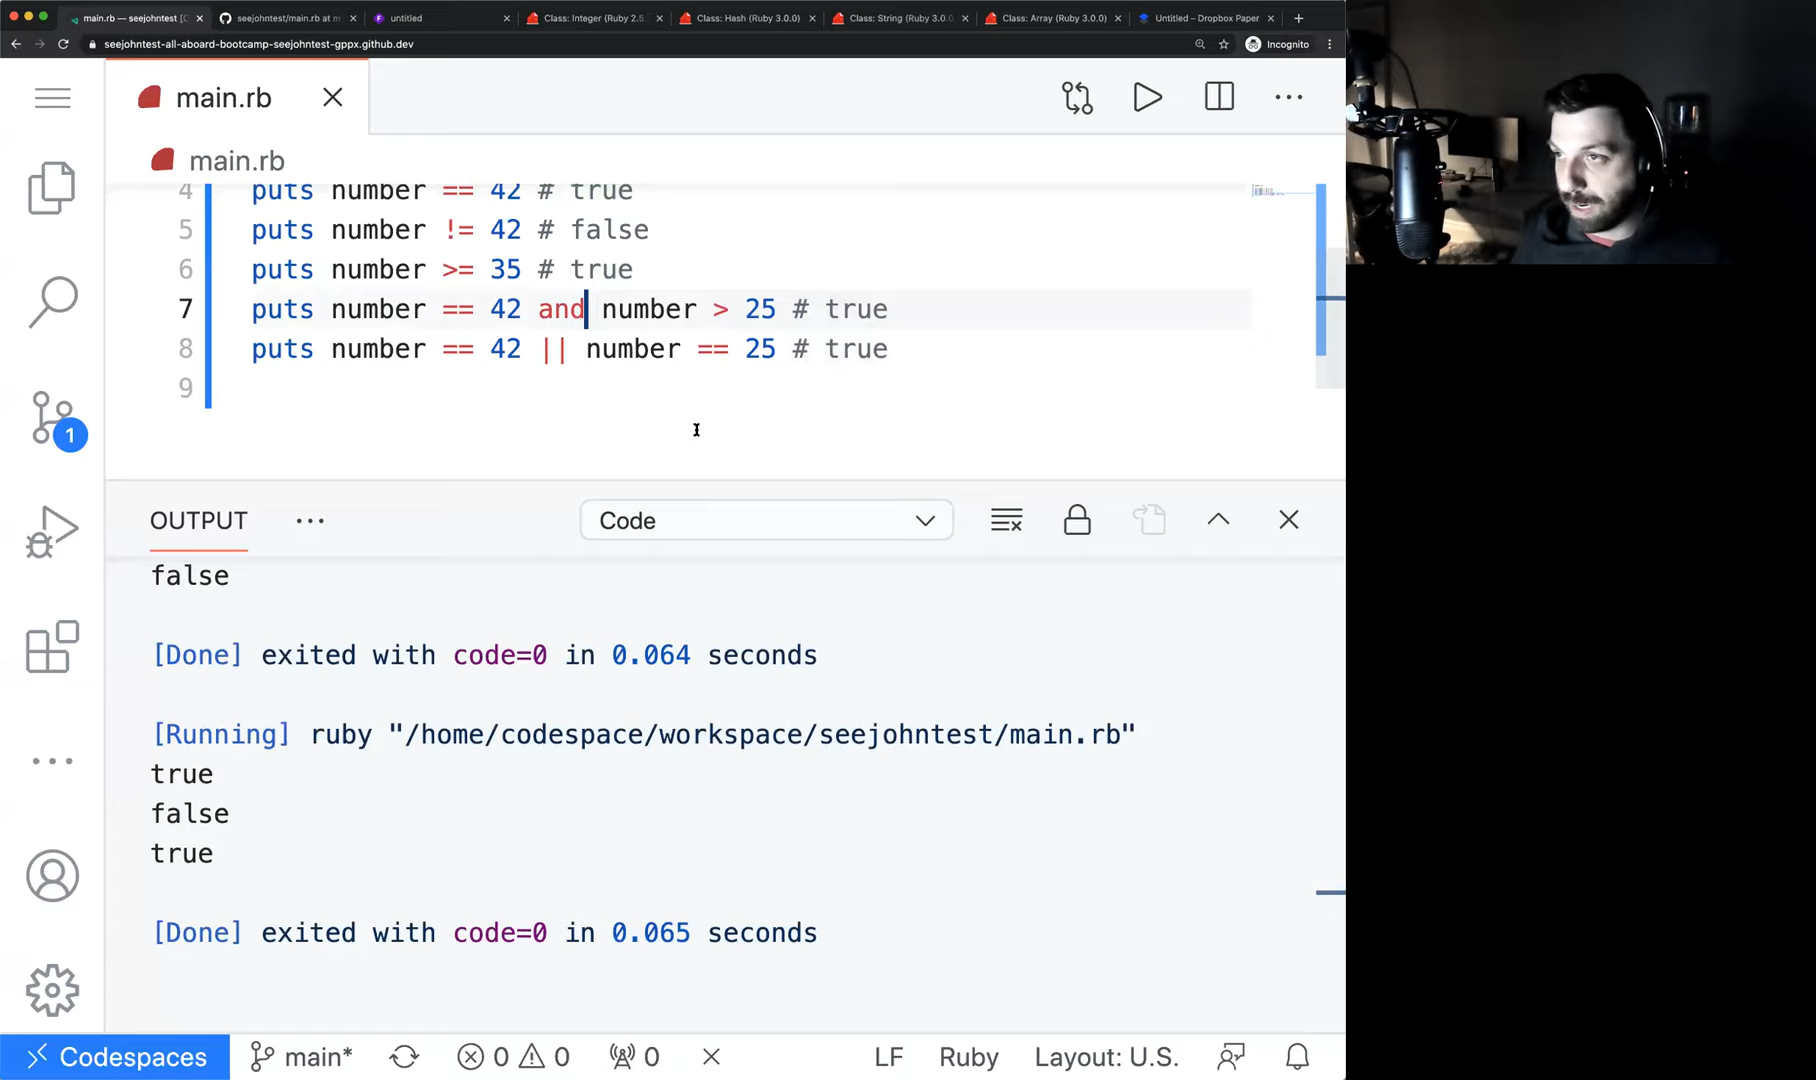 main.rb — seejohntest [C
seejohntest/main.rb at m
untitled
Class: Integer (Ruby 2.5.
Class: Hash (Ruby 3.0.0)
Class: String (Ruby 3.0.0
Class: Array (Ruby 3.0.0)
Untitled – Dropbox Paper
seejohntest-all-aboard-bootcamp-seejohntest-gppx.github.dev
Incognito
main.rb
main.rb
4 puts number == 42 # true
5 puts number != 42 # false
6 puts number >= 35 # true
7 puts number == 42 and number > 25 # true
8 puts number == 42 || number == 25 # true
9
1
OUTPUT
Code
false
[Done] exited with code=0 in 0.064 seconds
[Running] ruby "/home/codespace/workspace/seejohntest/main.rb"
true
false
true
[Done] exited with code=0 in 0.065 seconds
Codespaces main* 0 0 0 LF Ruby Layout: U.S.